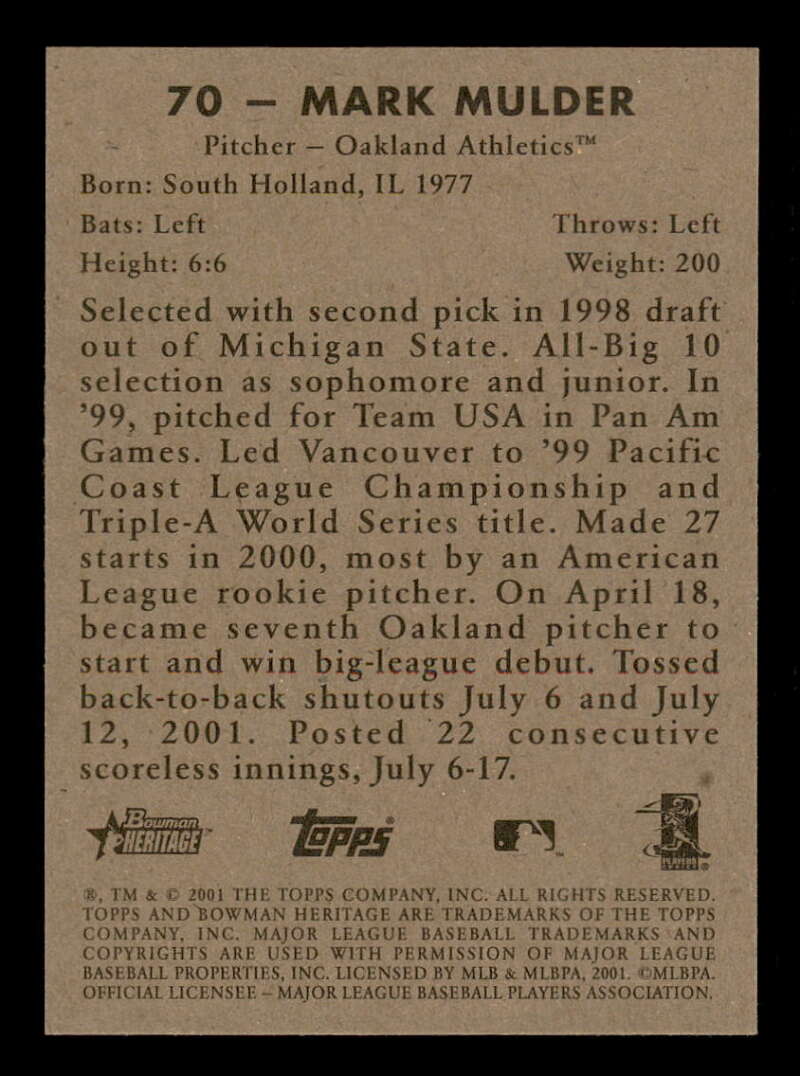 70 – MARK MULDER
Pitcher – Oakland Athletics™
Born: South Holland, IL 1977
Bats: Left Throws: Left
Height: 6:6 Weight: 200
Selected with second pick in 1998 draft
out of Michigan State. All-Big 10
selection as sophomore and junior. In
’99, pitched for Team USA in Pan Am
Games. Led Vancouver to ’99 Pacific
Coast League Championship and
Triple-A World Series title. Made 27
starts in 2000, most by an American
League rookie pitcher. On April 18,
became seventh Oakland pitcher to
start and win big-league debut. Tossed
back-to-back shutouts July 6 and July
12, 2001. Posted 22 consecutive
scoreless innings, July 6-17.
Bowman
HERITAGE™
TOPPS®
®, TM & © 2001 THE TOPPS COMPANY, INC. ALL RIGHTS RESERVED.
TOPPS AND BOWMAN HERITAGE ARE TRADEMARKS OF THE TOPPS
COMPANY, INC. MAJOR LEAGUE BASEBALL TRADEMARKS AND
COPYRIGHTS ARE USED WITH PERMISSION OF MAJOR LEAGUE
BASEBALL PROPERTIES, INC. LICENSED BY MLB & MLBPA, 2001. ©MLBPA.
OFFICIAL LICENSEE – MAJOR LEAGUE BASEBALL PLAYERS ASSOCIATION.